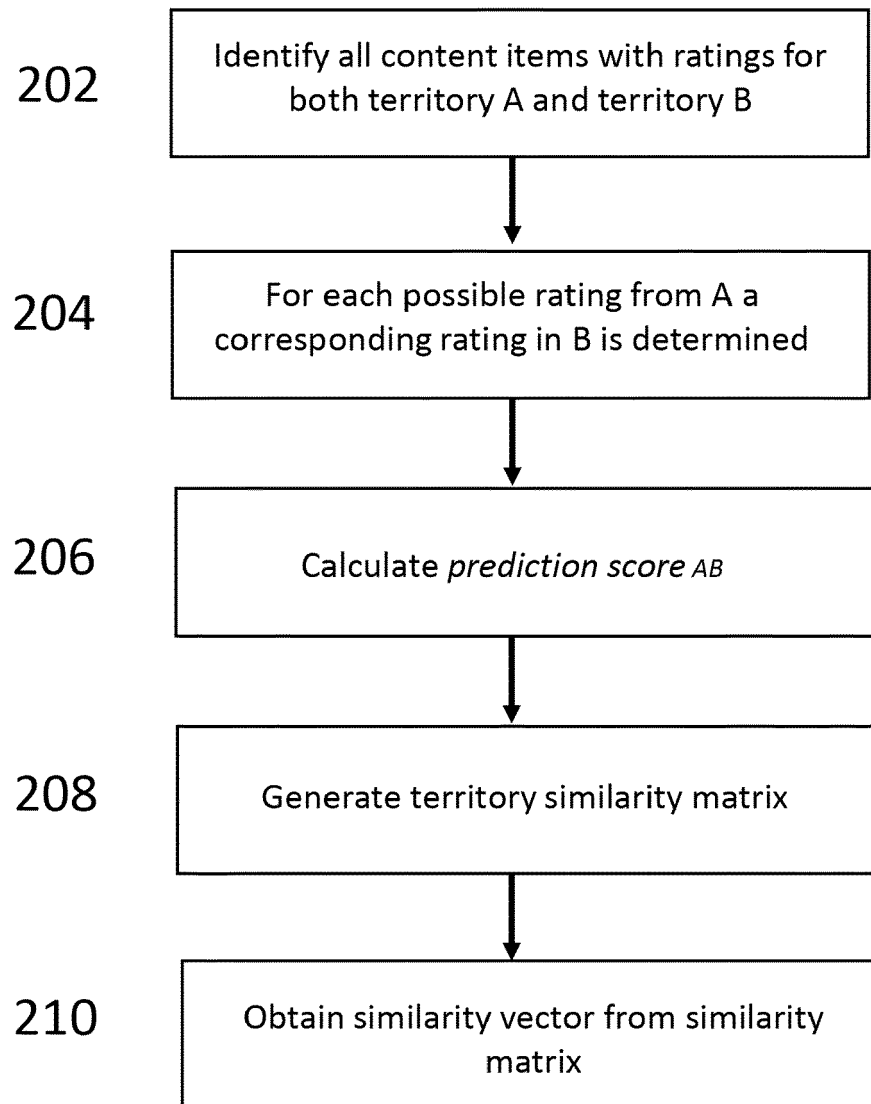 202
Identify all content items with ratings for
both territory A and territory B
204
For each possible rating from A a
corresponding rating in B is determined
206
Calculate prediction score AB
208
Generate territory similarity matrix
210
Obtain similarity vector from similarity
matrix